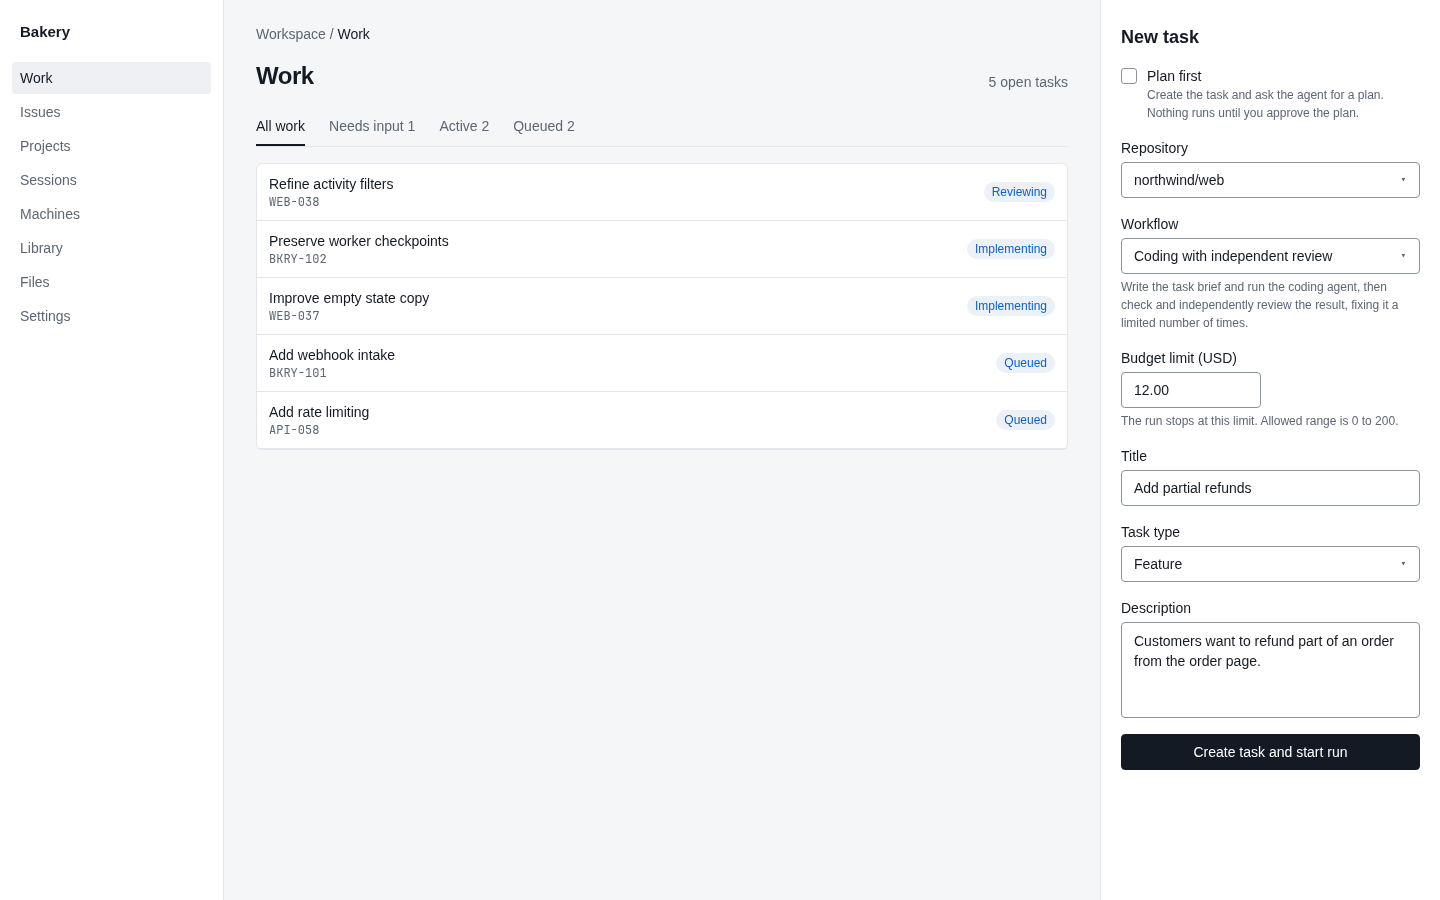 Bakery
Work
Issues
Projects
Sessions
Machines
Library
Files
Settings
Workspace / Work
Work
5 open tasks
All work
Needs input 1
Active 2
Queued 2
Refine activity filters
WEB-038
Reviewing
Preserve worker checkpoints
BKRY-102
Implementing
Improve empty state copy
WEB-037
Implementing
Add webhook intake
BKRY-101
Queued
Add rate limiting
API-058
Queued
New task
Plan first
Create the task and ask the agent for a plan.
Nothing runs until you approve the plan.
Repository
northwind/web
Workflow
Coding with independent review
Write the task brief and run the coding agent, then
check and independently review the result, fixing it a
limited number of times.
Budget limit (USD)
12.00
The run stops at this limit. Allowed range is 0 to 200.
Title
Add partial refunds
Task type
Feature
Description
Customers want to refund part of an order
from the order page.
Create task and start run